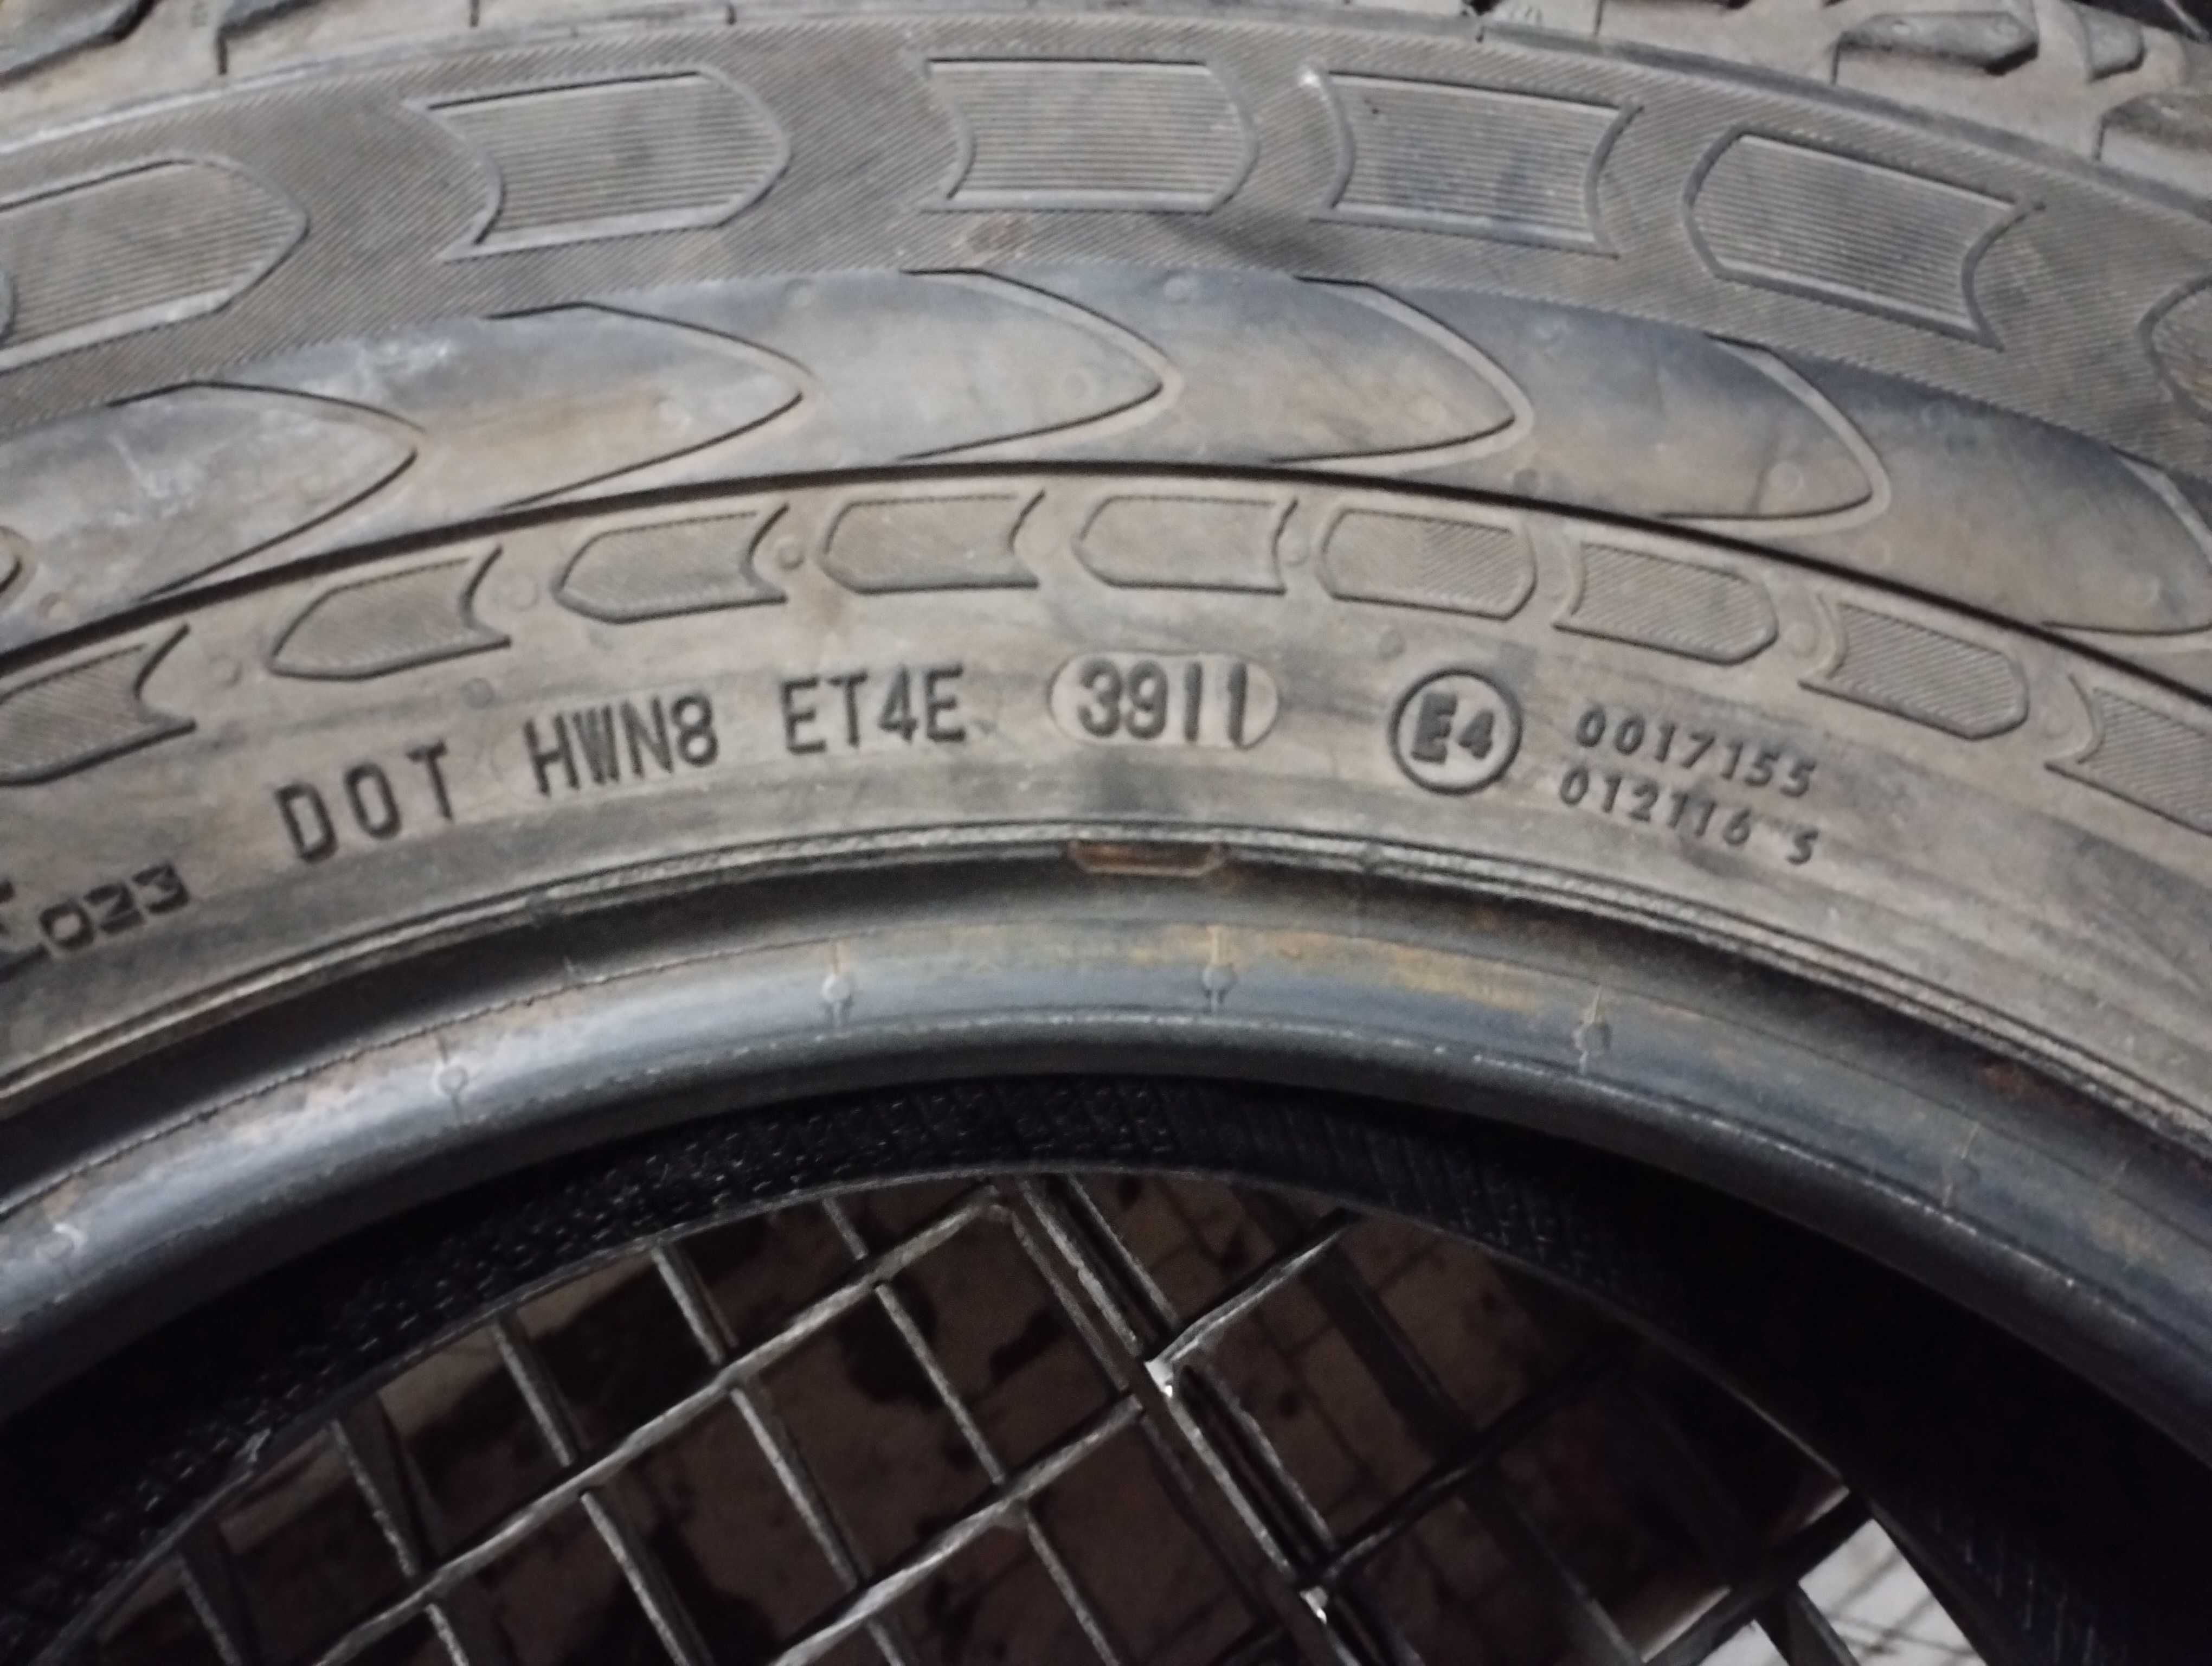 023
DOT HWN8 ET4E 3911 E4 0017155
012116 S